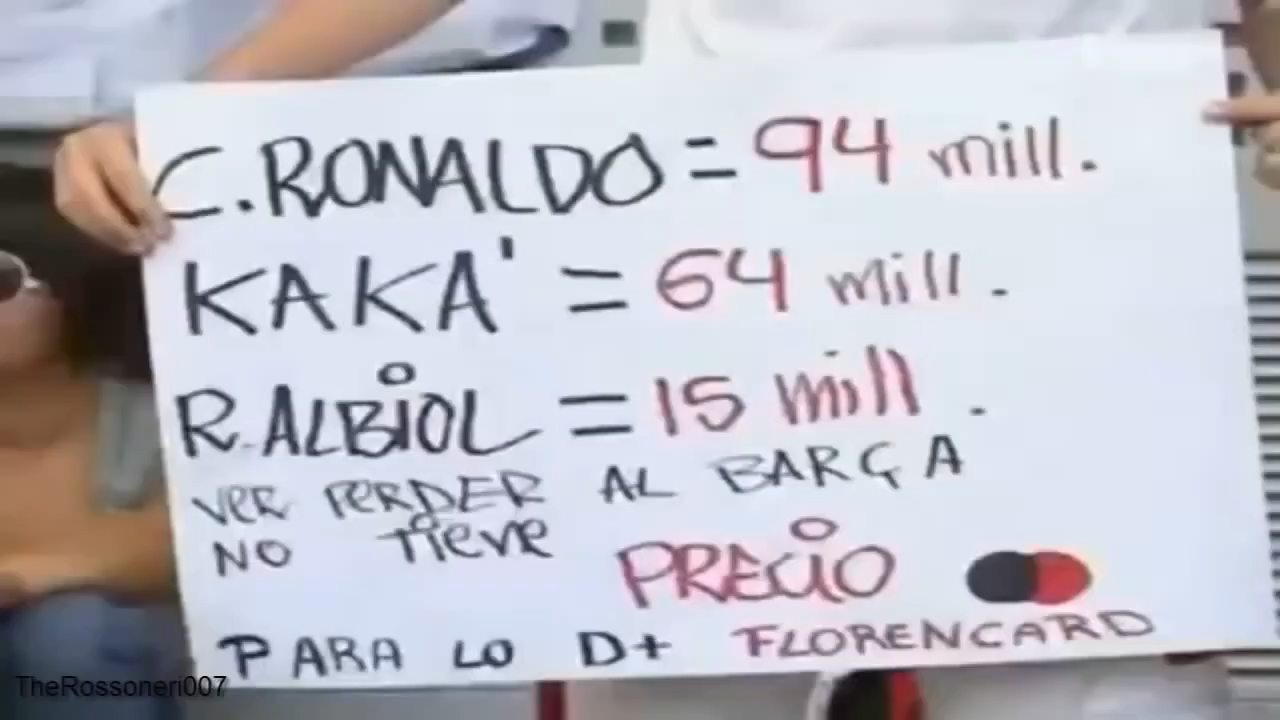 C.RONALDO = 94 mill.
KAKA' = 64 mill.
R.ALBiOL = 15 mill.
VER PERDER AL BARÇA
NO TieVE PRECiO
PARA LO D+ FLORENCARD
TheRossoneri007